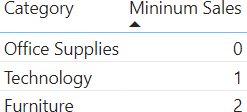 Category Mininum Sales
Office Supplies 0
Technology 1
Furniture 2